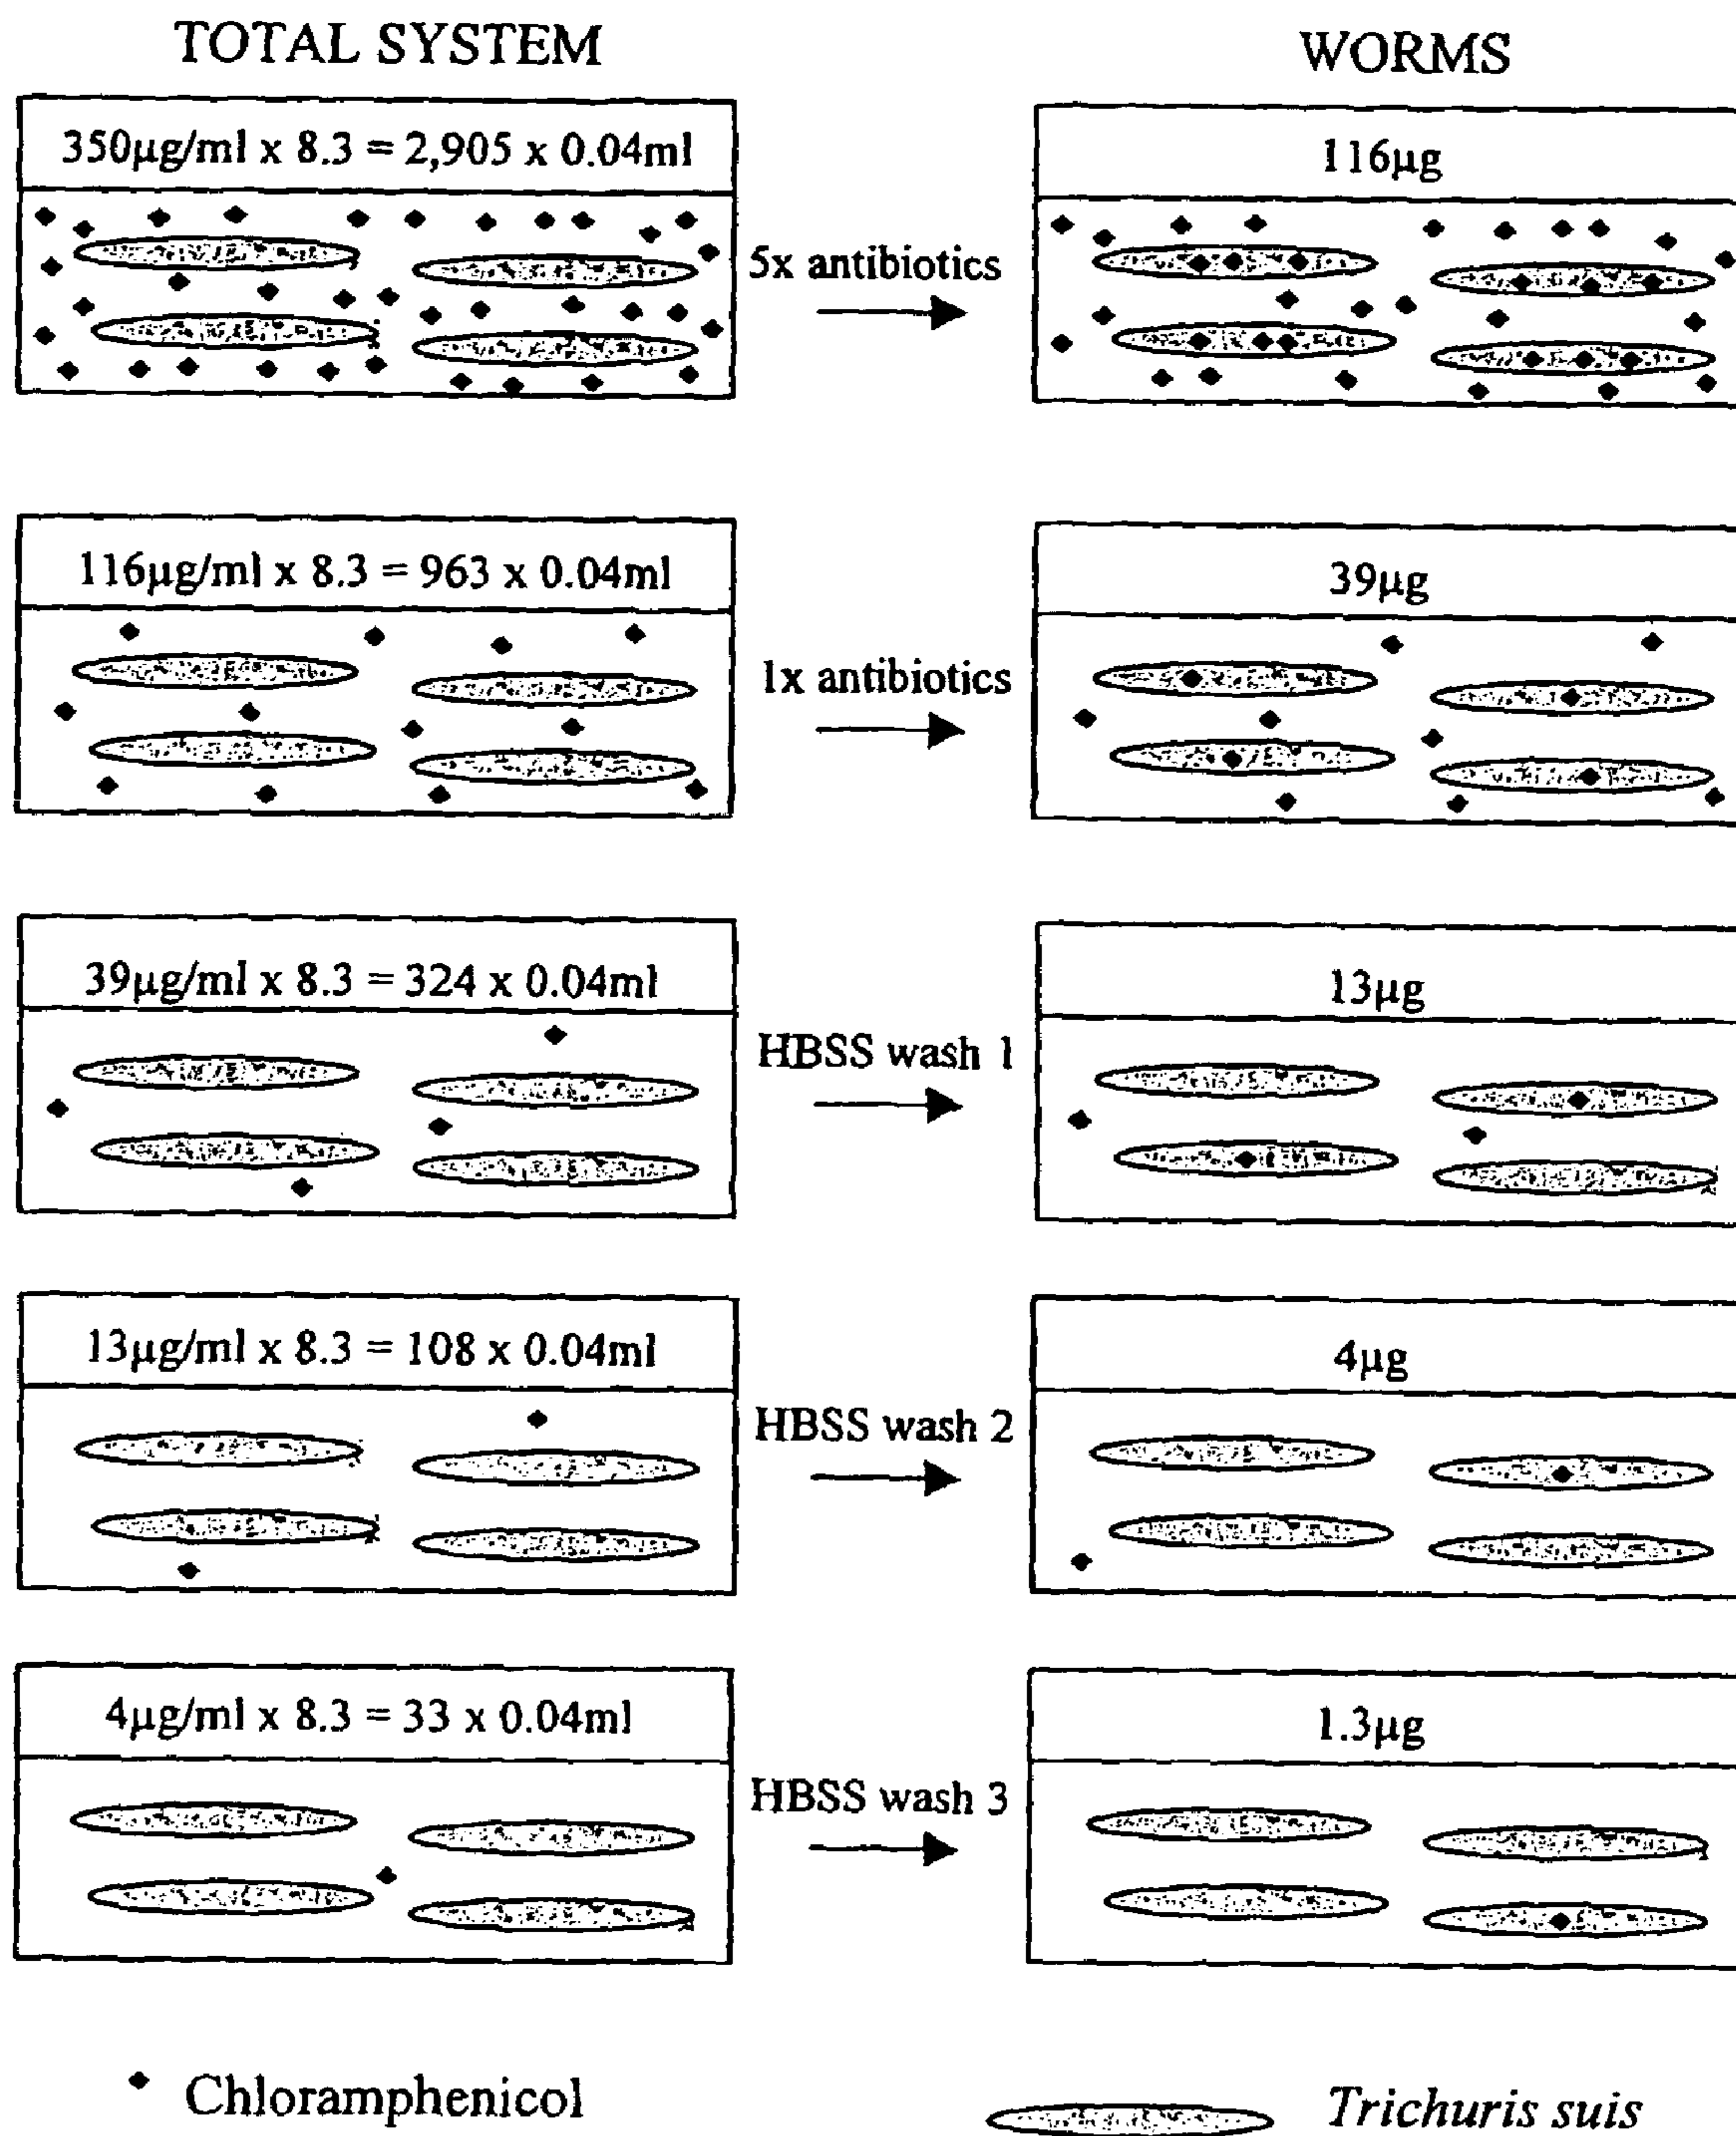 TOTAL SYSTEM
WORMS
350µg/ml x 8.3 = 2,905 x 0.04ml
116µg
5x antibiotics
116µg/ml x 8.3 = 963 x 0.04ml
39µg
1x antibiotics
39µg/ml x 8.3 = 324 x 0.04ml
13µg
HBSS wash 1
13µg/ml x 8.3 = 108 x 0.04ml
4µg
HBSS wash 2
4µg/ml x 8.3 = 33 x 0.04ml
1.3µg
HBSS wash 3
Chloramphenicol
Trichuris suis